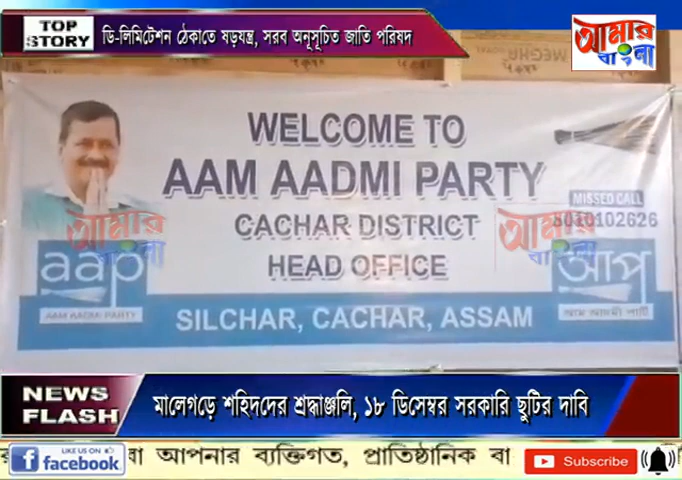 TOP STORY
ডি-লিমিটেশন ঠেকাতে ষড়যন্ত্র, সরব অনূসূচিত জাতি পরিষদ
আমার বাংলা
WELCOME TO
AAM AADMI PARTY
MISSED CALL
CACHAR DISTRICT
আমার বাংলা
আমার বাংলা
HEAD OFFICE
aap
আপ
AAM AADMI PARTY
আম আদমী পাৰ্টি
SILCHAR, CACHAR, ASSAM
NEWS FLASH
মালেগড়ে শহিদদের শ্রদ্ধাঞ্জলি, ১৮ ডিসেম্বর সরকারি ছুটির দাবি
LIKE US ON
facebook
আপনার ব্যক্তিগত, প্রাতিষ্ঠানিক বা
Subscribe